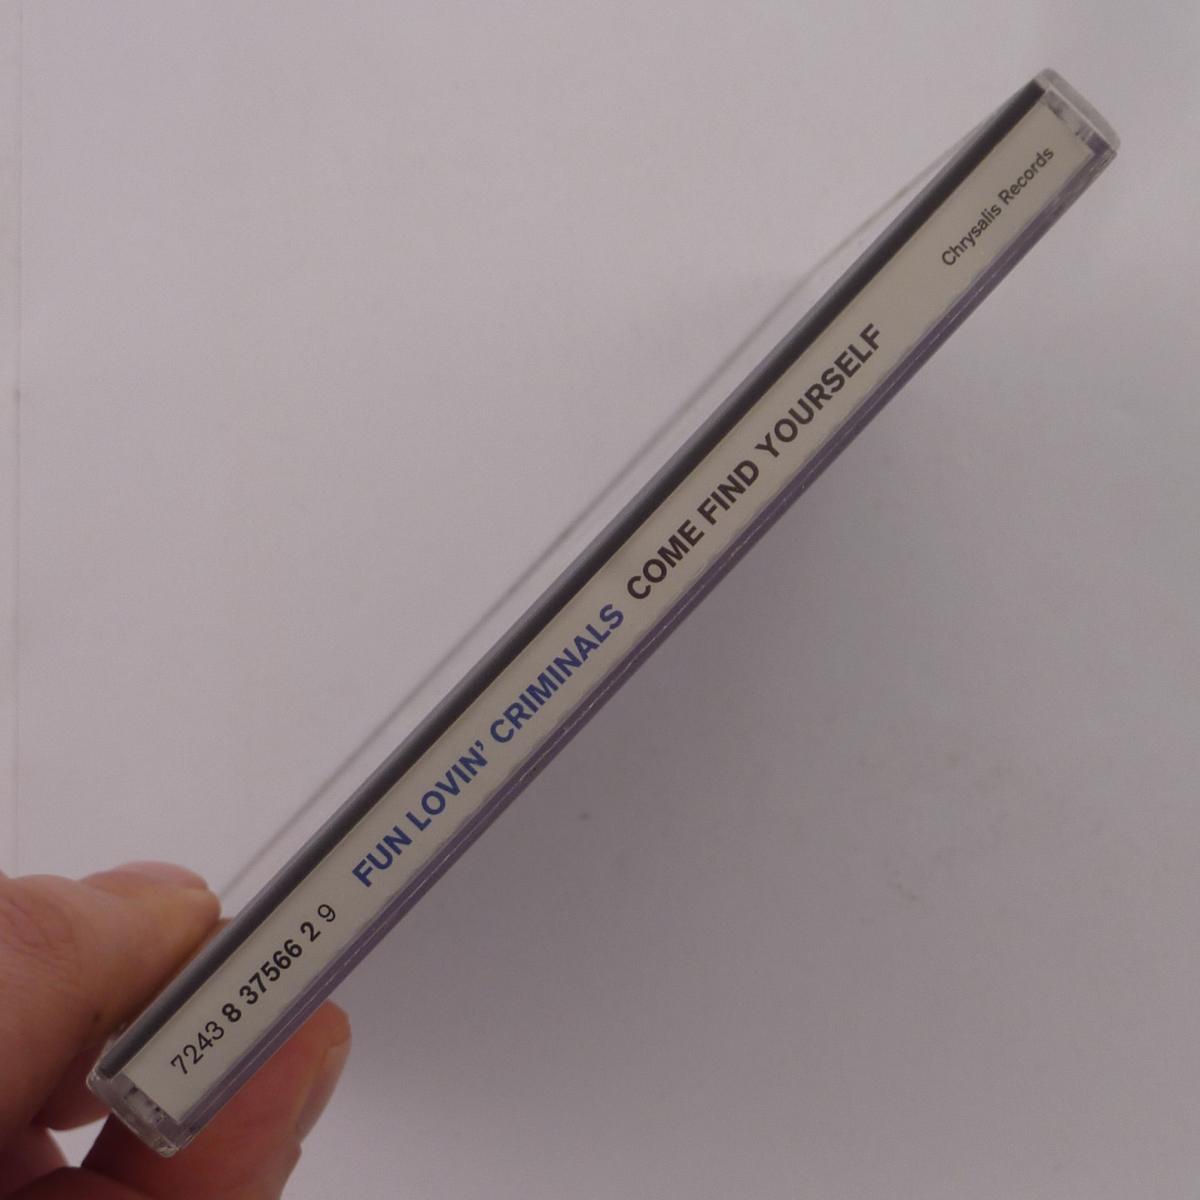 7243 8 37566 2 9 FUN LOVIN' CRIMINALS COME FIND YOURSELF Chrysalis Records